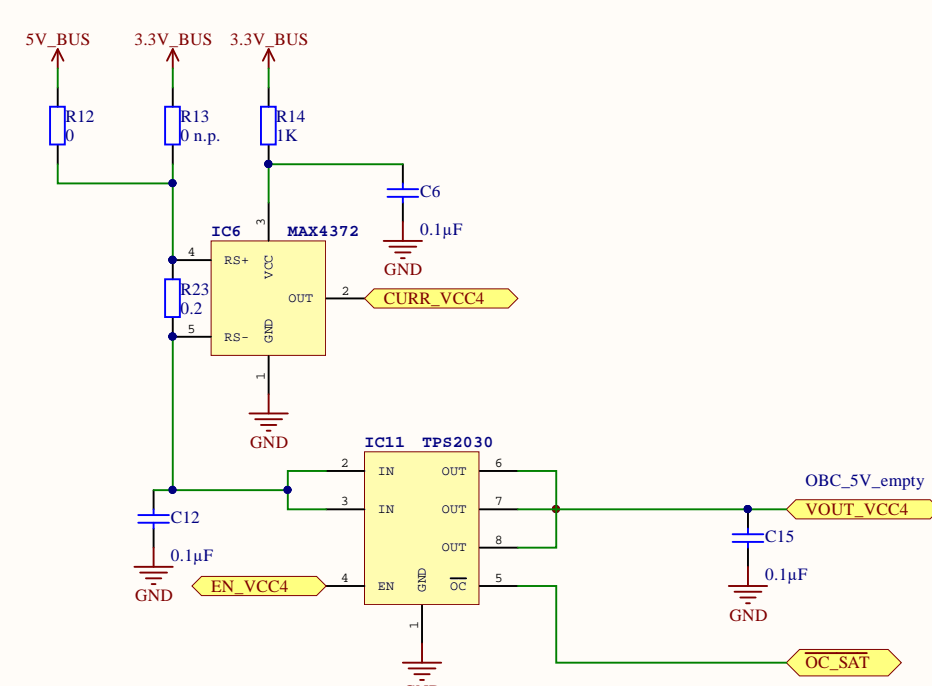 5V_BUS 3.3V_BUS 3.3V_BUS
R12 R13 R14
0 0 n.p. 1K
C6
0.1µF
GND
IC6 MAX4372
3
4 RS+ VCC
R23
0.2
OUT 2 CURR_VCC4
5 RS- GND
1
GND
IC11 TPS2030
2 IN OUT 6
3 IN OUT 7
OUT 8
4 EN GND OC 5
1
C12
0.1µF
GND
EN_VCC4
OBC_5V_empty
VOUT_VCC4
C15
0.1µF
GND
OC_SAT